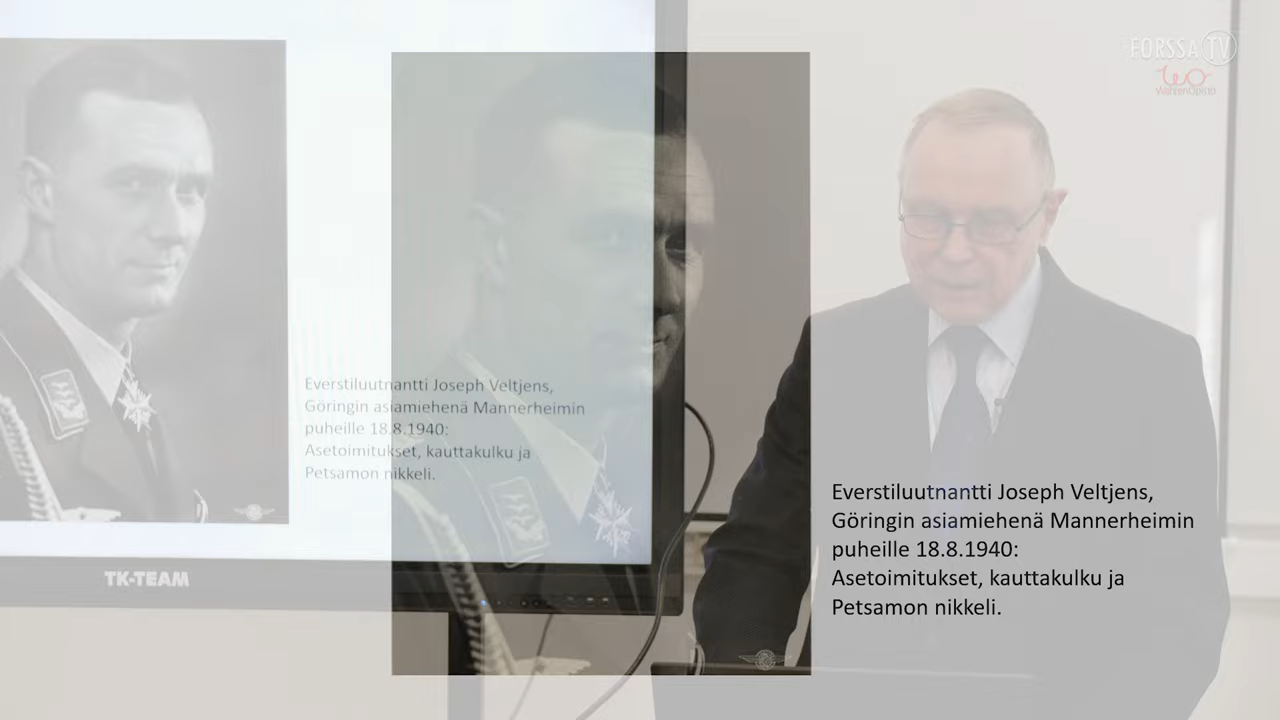 FORSSA TV
WahrenOpisto
Everstiluutnantti Joseph Veltjens,
Göringin asiamiehenä Mannerheimin
puheille 18.8.1940:
Asetoimitukset, kauttakulku ja
Petsamon nikkeli.
TK-TEAM
Everstiluutnantti Joseph Veltjens,
Göringin asiamiehenä Mannerheimin
puheille 18.8.1940:
Asetoimitukset, kauttakulku ja
Petsamon nikkeli.